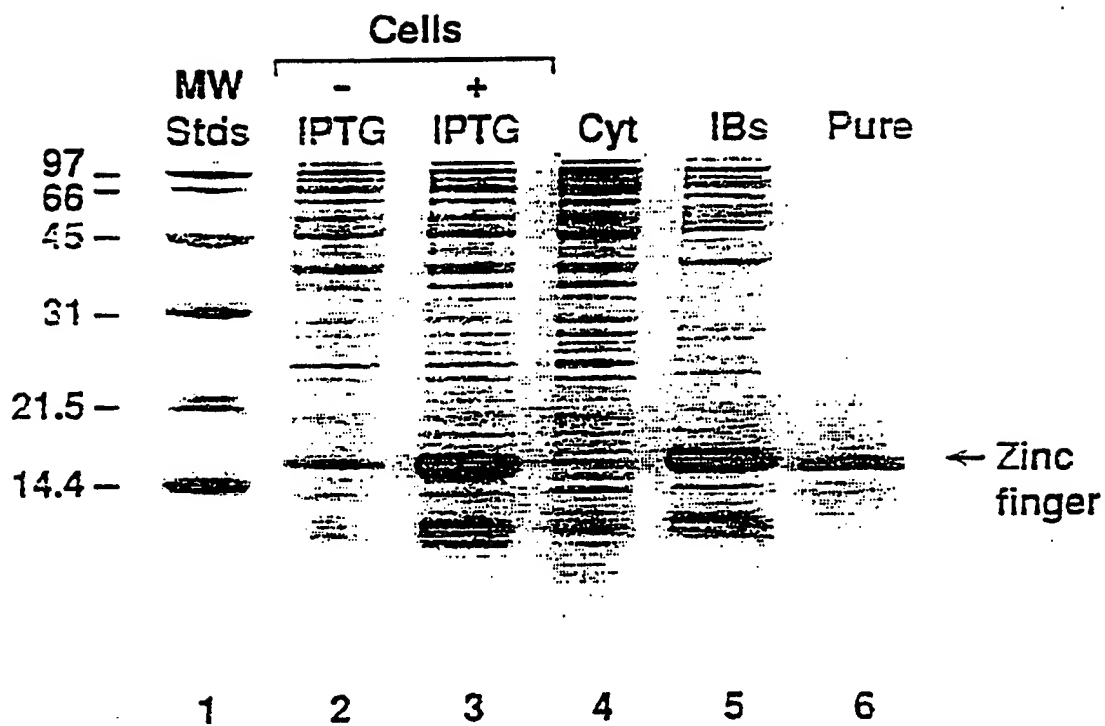 Cells
MW Stds
- IPTG
+ IPTG
Cyt
IBs
Pure
97
66
45
31
21.5
14.4
← Zinc finger
1 2 3 4 5 6